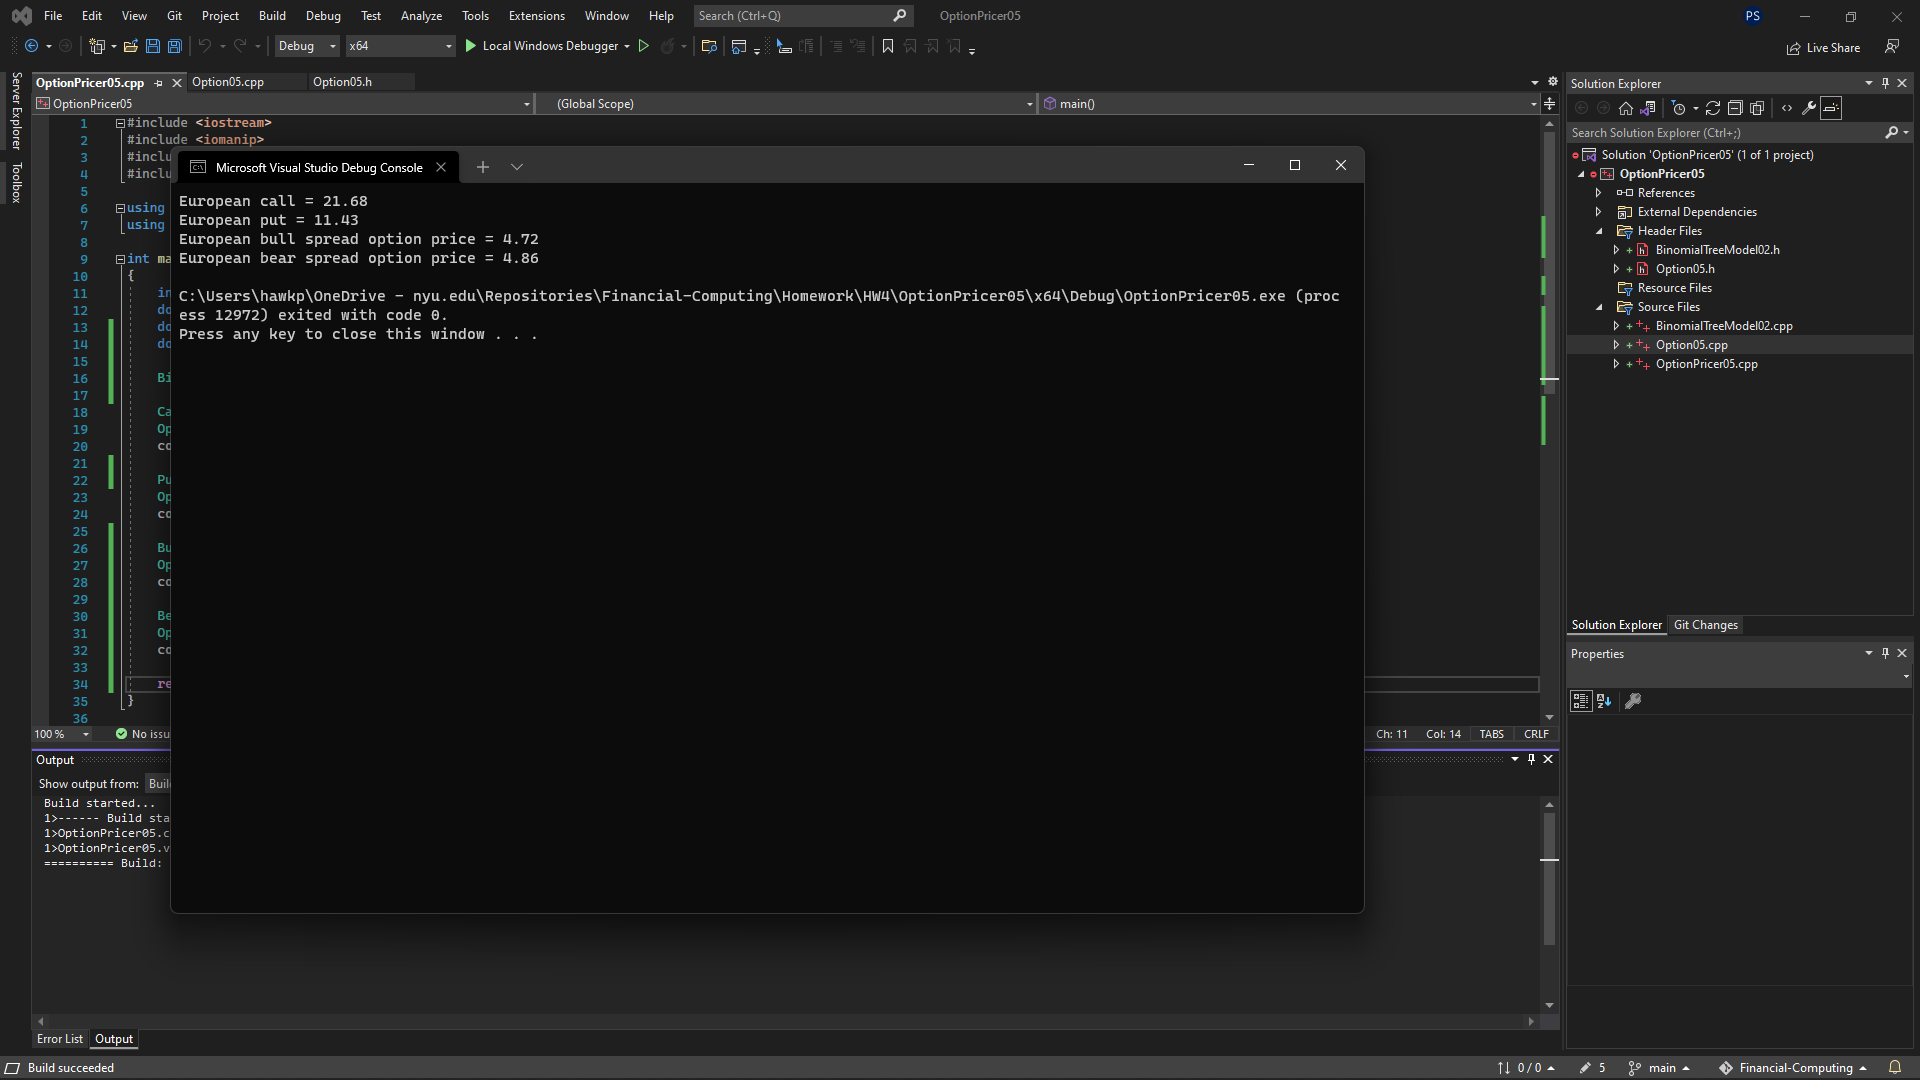 File Edit View Git Project Build Debug Test Analyze Tools Extensions Window Help Search (Ctrl+Q) OptionPricer05 PS
Debug x64 Local Windows Debugger Live Share
Server Explorer
Toolbox
OptionPricer05.cpp Option05.cpp Option05.h
OptionPricer05 (Global Scope) main()
1 #include <iostream>
2 #include <iomanip>
3 #inclu
4 #inclu
5
6 using
7 using
8
9 int ma
10 {
11 in
12 do
13 do
14 do
15
16 Bi
17
18 Ca
19 Op
20 co
21
22 Pu
23 Op
24 co
25
26 Bu
27 Op
28 co
29
30 Be
31 Op
32 co
33
34 re
35 }
36
Microsoft Visual Studio Debug Console
European call = 21.68
European put = 11.43
European bull spread option price = 4.72
European bear spread option price = 4.86
C:\Users\hawkp\OneDrive - nyu.edu\Repositories\Financial-Computing\Homework\HW4\OptionPricer05\x64\Debug\OptionPricer05.exe (proc
ess 12972) exited with code 0.
Press any key to close this window . . .
100 % No issu Ch: 11 Col: 14 TABS CRLF
Output
Show output from: Buil
Build started...
1>------ Build sta
1>OptionPricer05.c
1>OptionPricer05.v
========== Build:
Error List Output
Solution Explorer
Search Solution Explorer (Ctrl+;)
Solution 'OptionPricer05' (1 of 1 project)
OptionPricer05
References
External Dependencies
Header Files
BinomialTreeModel02.h
Option05.h
Resource Files
Source Files
BinomialTreeModel02.cpp
Option05.cpp
OptionPricer05.cpp
Solution Explorer Git Changes
Properties
Build succeeded 0 / 0 5 main Financial-Computing